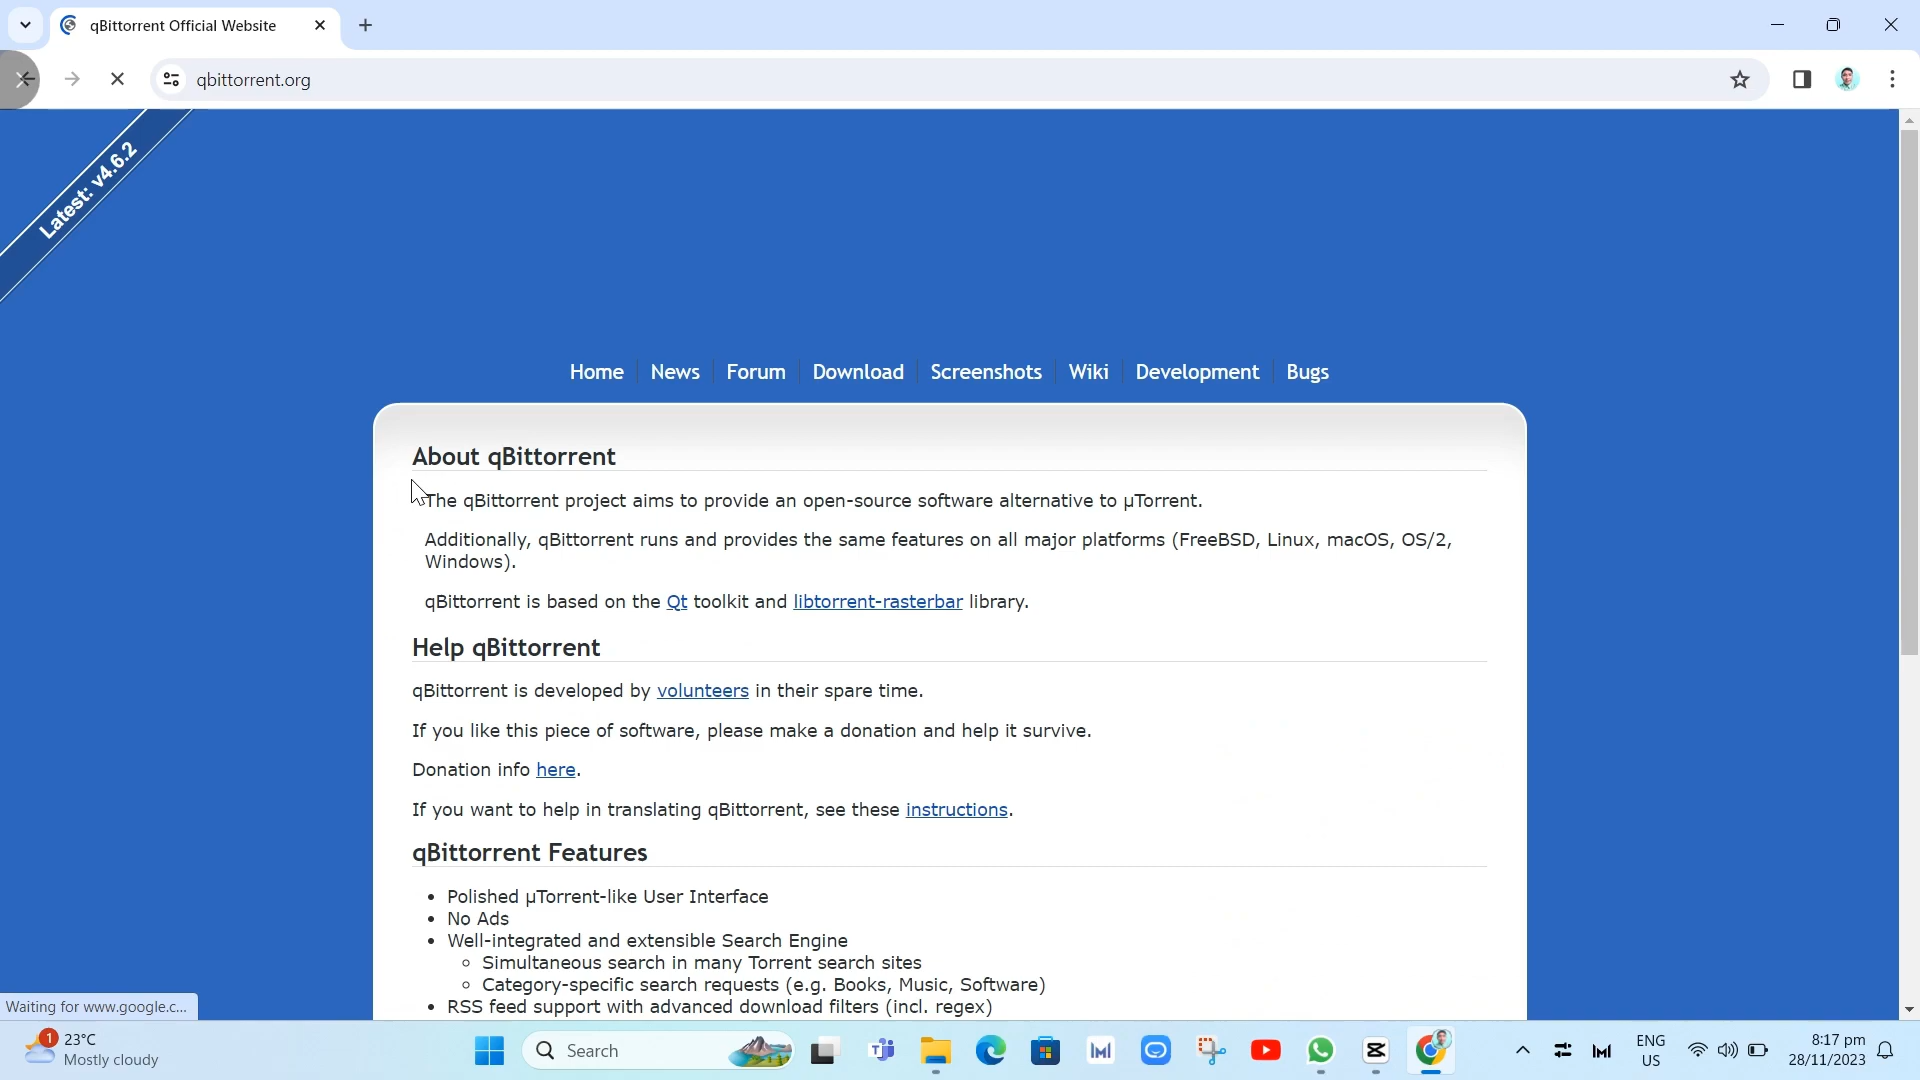 qBittorrent Official Website
qbittorrent.org
Latest: v4.6.2
Home News Forum Download Screenshots Wiki Development Bugs
About qBittorrent
The qBittorrent project aims to provide an open-source software alternative to µTorrent.
Additionally, qBittorrent runs and provides the same features on all major platforms (FreeBSD, Linux, macOS, OS/2,
Windows).
qBittorrent is based on the Qt toolkit and libtorrent-rasterbar library.
Help qBittorrent
qBittorrent is developed by volunteers in their spare time.
If you like this piece of software, please make a donation and help it survive.
Donation info here.
If you want to help in translating qBittorrent, see these instructions.
qBittorrent Features
• Polished µTorrent-like User Interface
• No Ads
• Well-integrated and extensible Search Engine
◦ Simultaneous search in many Torrent search sites
◦ Category-specific search requests (e.g. Books, Music, Software)
• RSS feed support with advanced download filters (incl. regex)
Waiting for www.google.c...
1
23°C
Mostly cloudy
Search
ENG
US
8:17 pm
28/11/2023